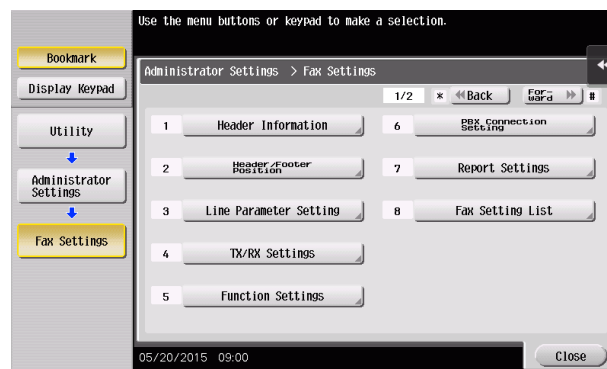 Use the menu buttons or keypad to make a selection.
Bookmark
Display Keypad
Utility
Administrator
Settings
Fax Settings
Administrator Settings > Fax Settings
1/2 * Back For-
ward #
1 Header Information
2 Header/Footer
Position
3 Line Parameter Setting
4 TX/RX Settings
5 Function Settings
6 PBX Connection
Setting
7 Report Settings
8 Fax Setting List
05/20/2015 09:00
Close